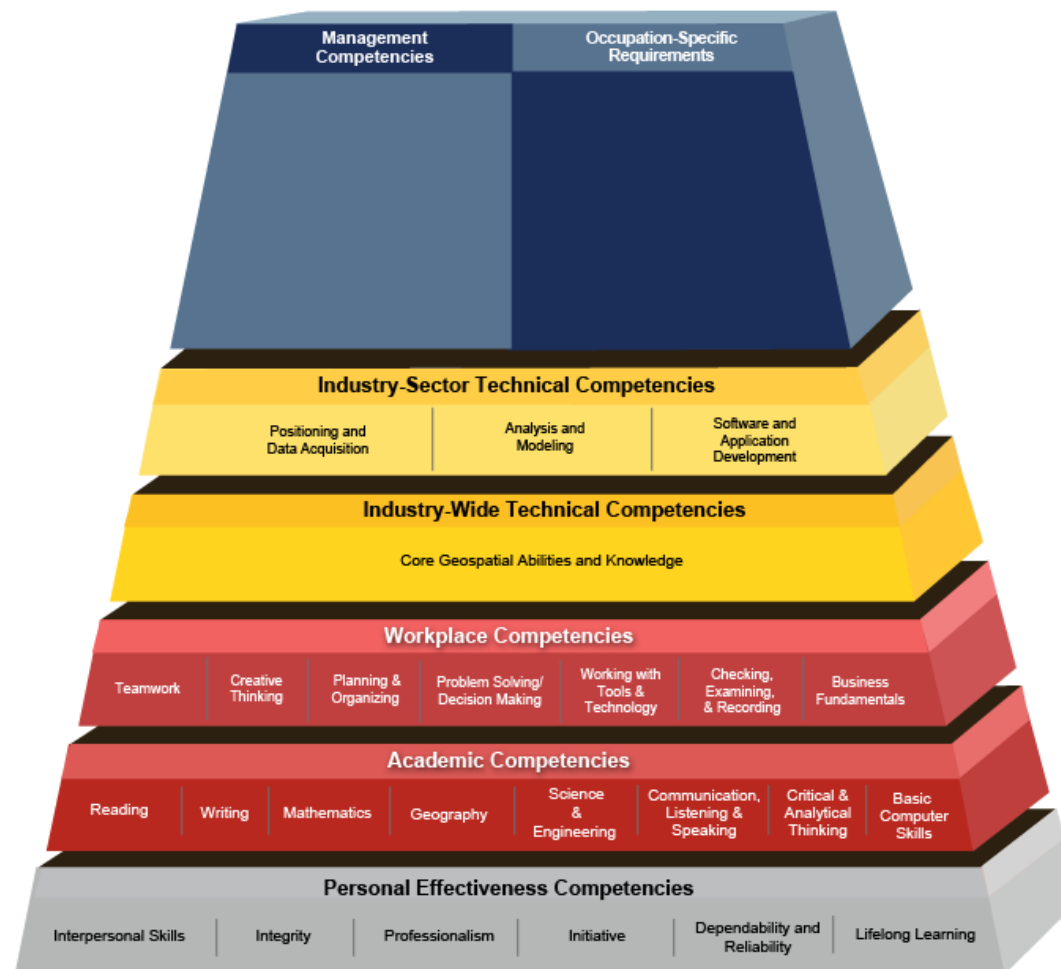 Management
Competencies
Occupation-Specific
Requirements
Industry-Sector Technical Competencies
Positioning and
Data Acquisition
Analysis and
Modeling
Software and
Application
Development
Industry-Wide Technical Competencies
Core Geospatial Abilities and Knowledge
Workplace Competencies
Teamwork
Creative
Thinking
Planning &
Organizing
Problem Solving/
Decision Making
Working with
Tools &
Technology
Checking,
Examining,
& Recording
Business
Fundamentals
Academic Competencies
Reading
Writing
Mathematics
Geography
Science
&
Engineering
Communication,
Listening &
Speaking
Critical &
Analytical
Thinking
Basic
Computer
Skills
Personal Effectiveness Competencies
Interpersonal Skills
Integrity
Professionalism
Initiative
Dependability and
Reliability
Lifelong Learning